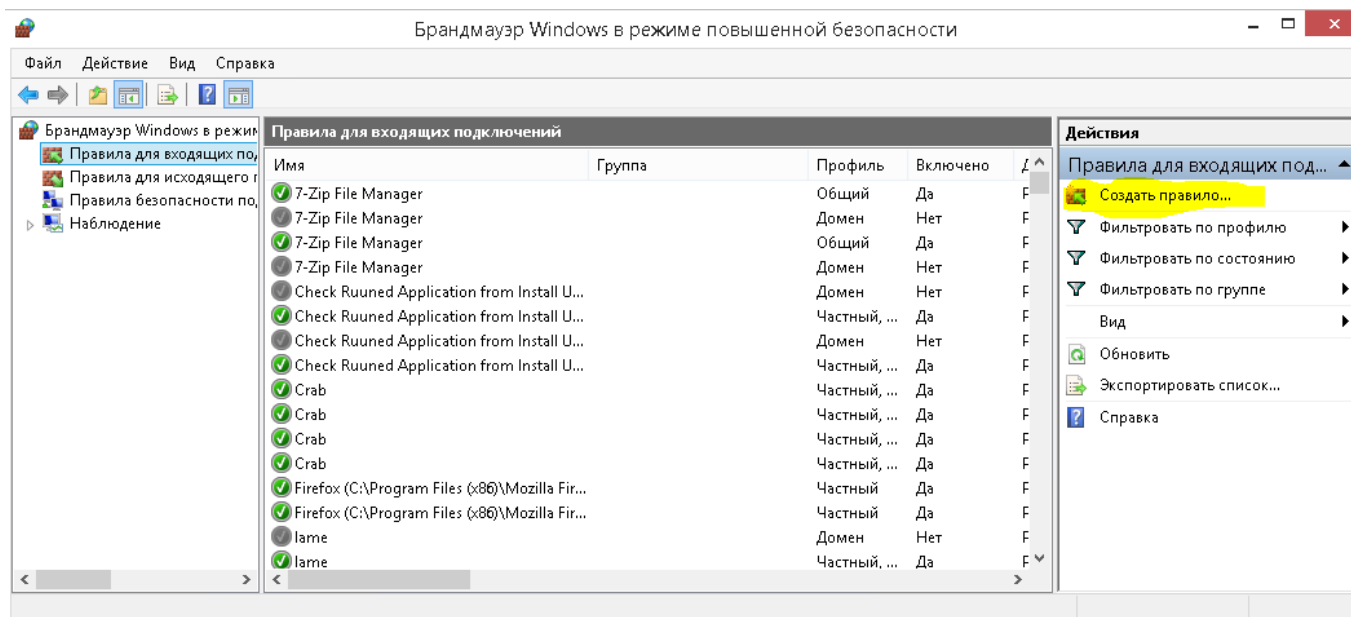 Брандмауэр Windows в режиме повышенной безопасности
Файл Действие Вид Справка
Брандмауэр Windows в режим
Правила для входящих по
Правила для исходящего
Правила безопасности по
Наблюдение
Правила для входящих подключений
Имя Группа Профиль Включено
7-Zip File Manager Общий Да
7-Zip File Manager Домен Нет
7-Zip File Manager Общий Да
7-Zip File Manager Домен Нет
Check Ruuned Application from Install U... Домен Нет
Check Ruuned Application from Install U... Частный, ... Да
Check Ruuned Application from Install U... Домен Нет
Check Ruuned Application from Install U... Частный, ... Да
Crab Частный, ... Да
Crab Частный, ... Да
Crab Частный, ... Да
Crab Частный, ... Да
Firefox (C:\Program Files (x86)\Mozilla Fir... Частный Да
Firefox (C:\Program Files (x86)\Mozilla Fir... Частный Да
lame Домен Нет
lame Частный, ... Да
Действия
Правила для входящих под...
Создать правило...
Фильтровать по профилю
Фильтровать по состоянию
Фильтровать по группе
Вид
Обновить
Экспортировать список...
Справка